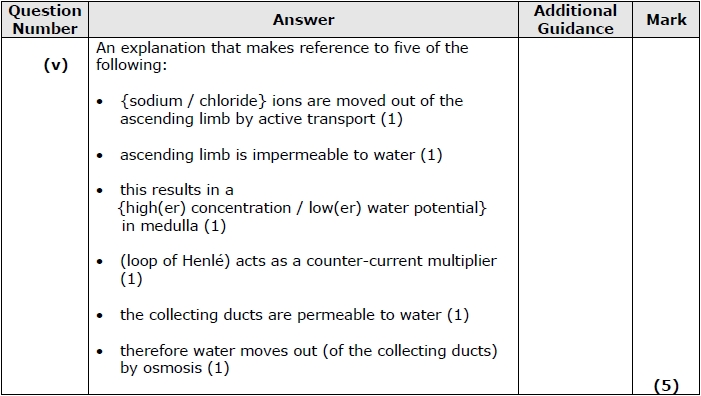 Question Number
Answer
Additional Guidance
Mark
(v)
An explanation that makes reference to five of the
following:
• {sodium / chloride} ions are moved out of the
ascending limb by active transport (1)
• ascending limb is impermeable to water (1)
• this results in a
{high(er) concentration / low(er) water potential}
in medulla (1)
• (loop of Henlé) acts as a counter-current multiplier
(1)
• the collecting ducts are permeable to water (1)
• therefore water moves out (of the collecting ducts)
by osmosis (1)
(5)